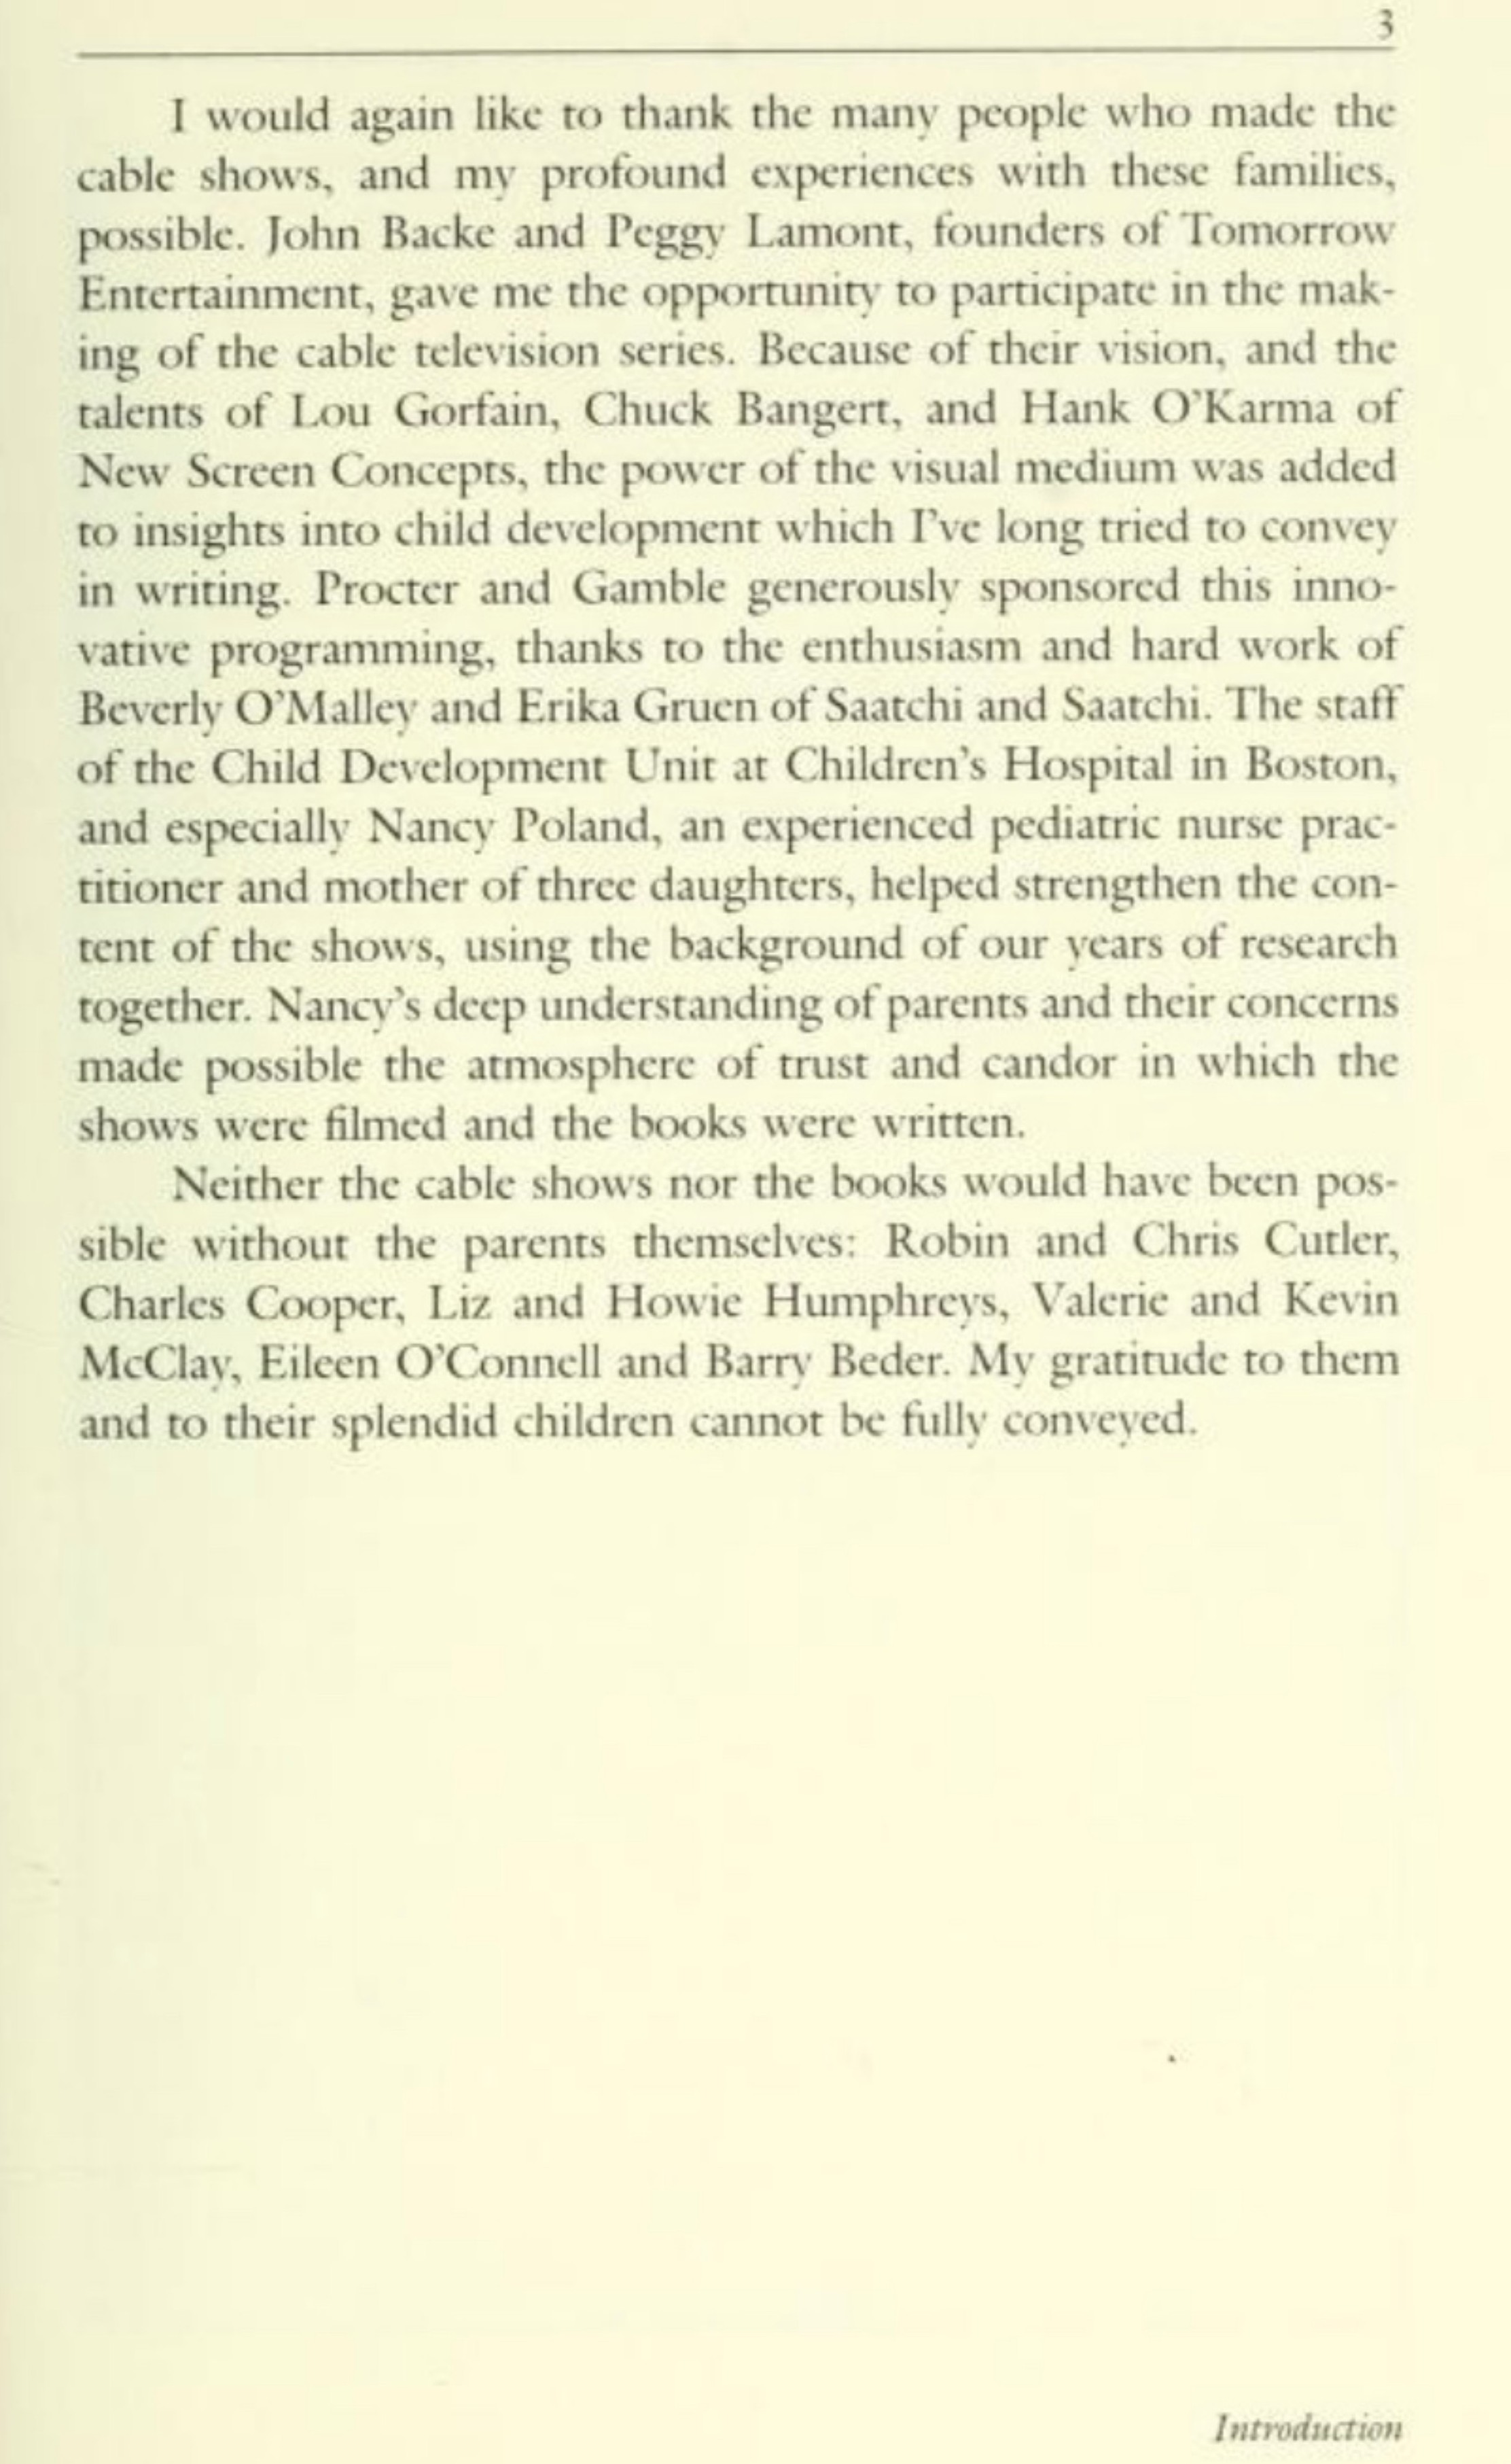 3
I would again like to thank the many people who made the
cable shows, and my profound experiences with these families,
possible. John Backe and Peggy Lamont, founders of Tomorrow
Entertainment, gave me the opportunity to participate in the mak-
ing of the cable television series. Because of their vision, and the
talents of Lou Gorfain, Chuck Bangert, and Hank O'Karma of
New Screen Concepts, the power of the visual medium was added
to insights into child development which I've long tried to convey
in writing. Procter and Gamble generously sponsored this inno-
vative programming, thanks to the enthusiasm and hard work of
Beverly O'Malley and Erika Gruen of Saatchi and Saatchi. The staff
of the Child Development Unit at Children's Hospital in Boston,
and especially Nancy Poland, an experienced pediatric nurse prac-
titioner and mother of three daughters, helped strengthen the con-
tent of the shows, using the background of our years of research
together. Nancy's deep understanding of parents and their concerns
made possible the atmosphere of trust and candor in which the
shows were filmed and the books were written.
Neither the cable shows nor the books would have been pos-
sible without the parents themselves: Robin and Chris Cutler,
Charles Cooper, Liz and Howie Humphreys, Valerie and Kevin
McClay, Eileen O'Connell and Barry Beder. My gratitude to them
and to their splendid children cannot be fully conveyed.
Introduction